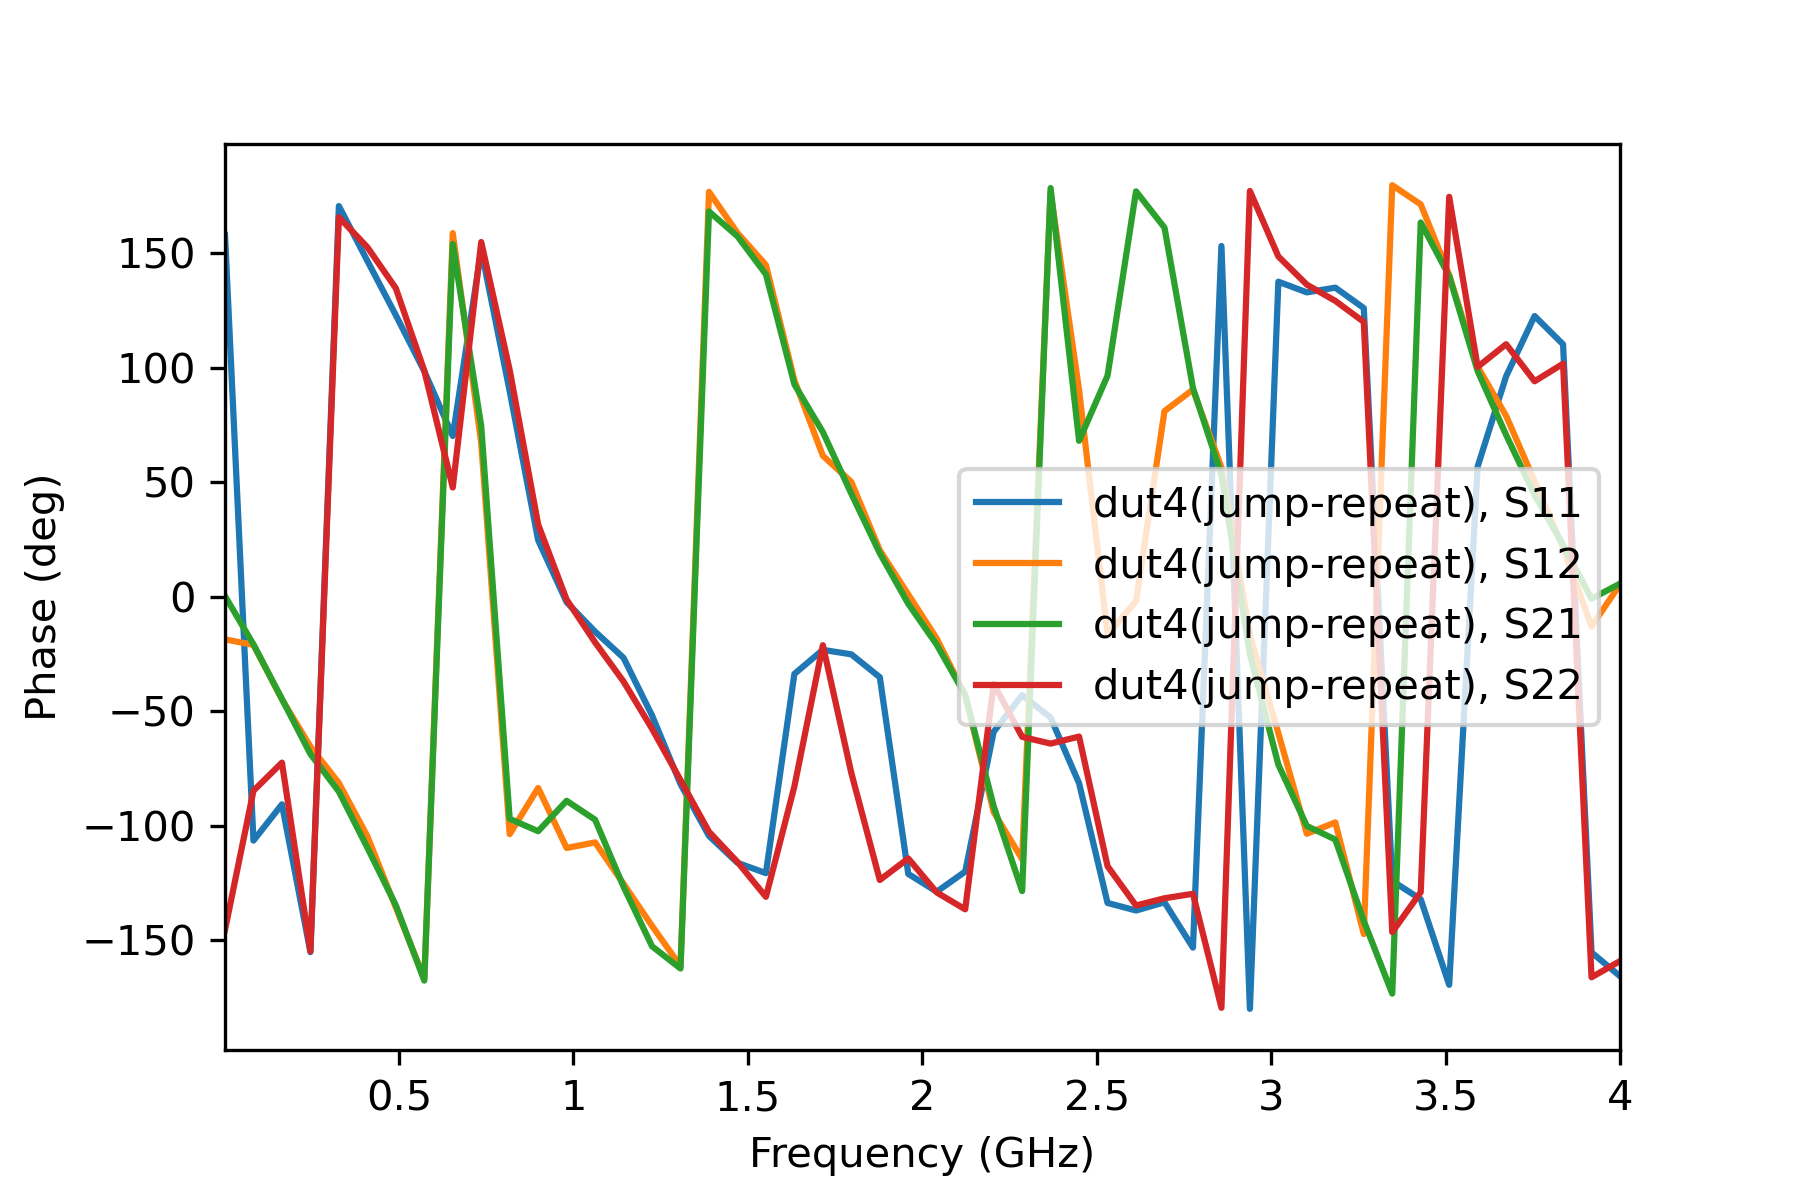 150
100
50
0
−50
−100
−150
Phase (deg)
dut4(jump-repeat), S11
dut4(jump-repeat), S12
dut4(jump-repeat), S21
dut4(jump-repeat), S22
0.5 1 1.5 2 2.5 3 3.5 4
Frequency (GHz)